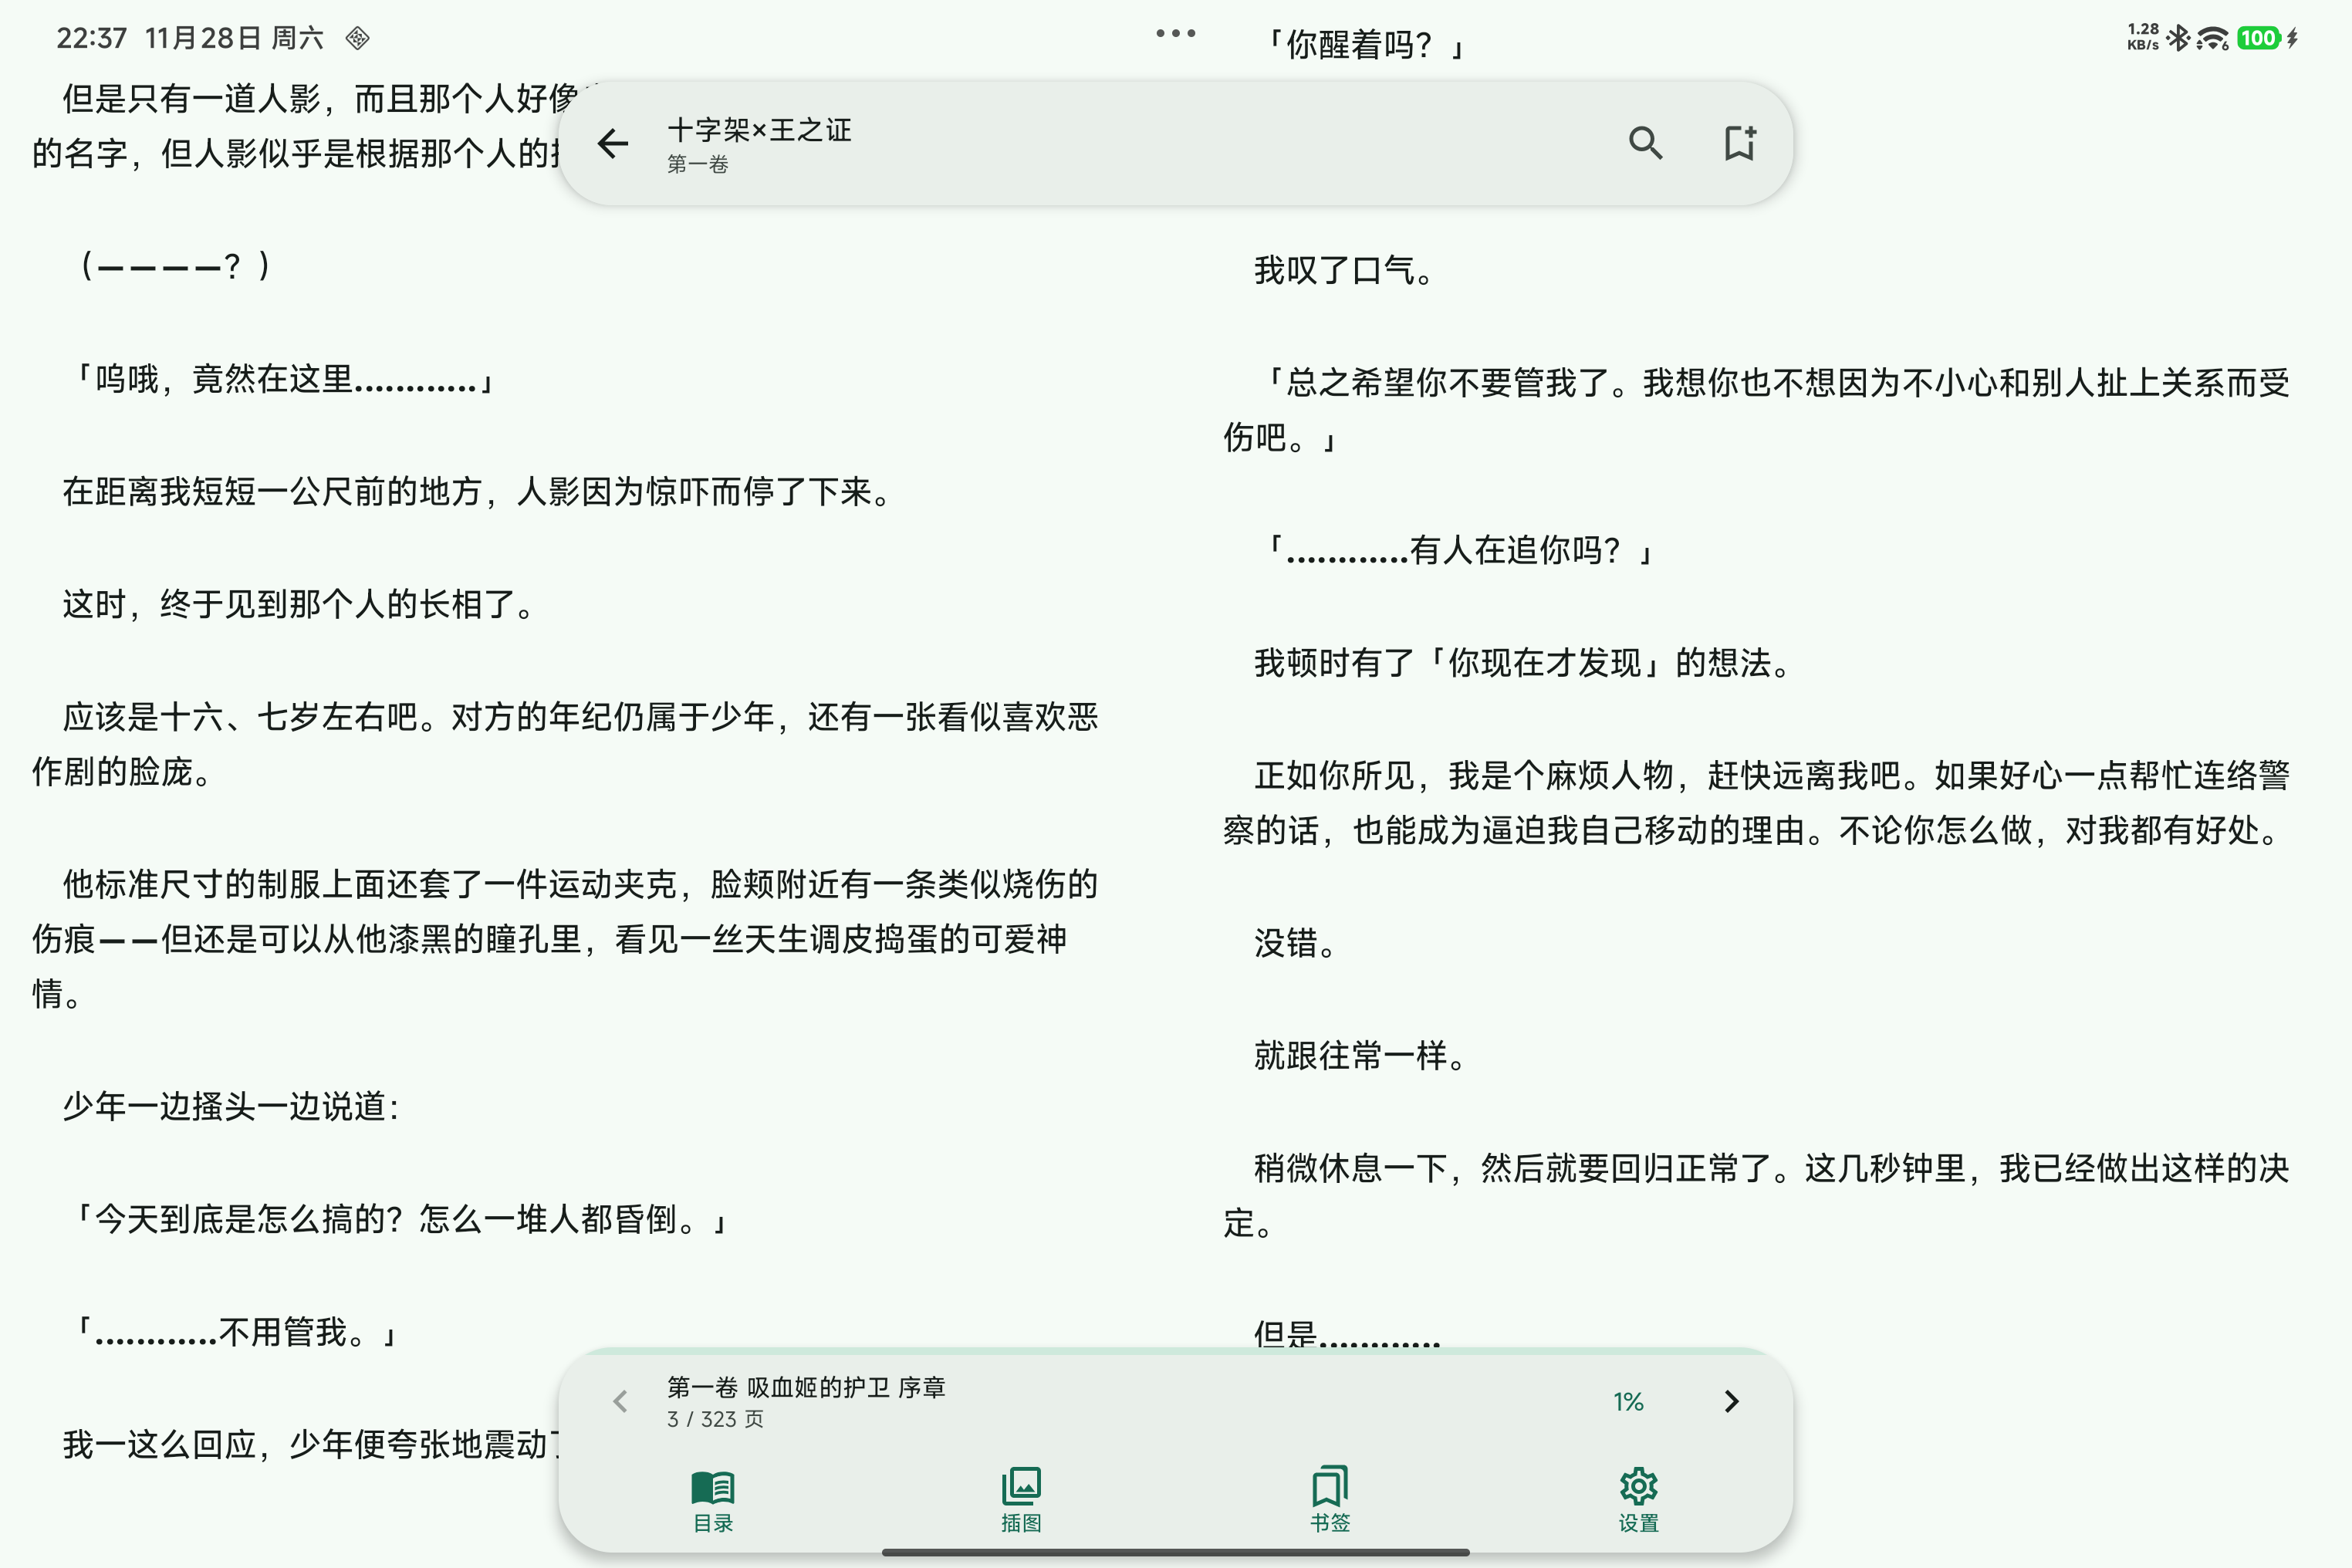 22:37 11月28日 周六
1.28 KB/s
100
但是只有一道人影，而且那个人好像
的名字，但人影似乎是根据那个人的
（————？）
「呜哦，竟然在这里…………」
在距离我短短一公尺前的地方，人影因为惊吓而停了下来。
这时，终于见到那个人的长相了。
应该是十六、七岁左右吧。对方的年纪仍属于少年，还有一张看似喜欢恶
作剧的脸庞。
他标准尺寸的制服上面还套了一件运动夹克，脸颊附近有一条类似烧伤的
伤痕——但还是可以从他漆黑的瞳孔里，看见一丝天生调皮捣蛋的可爱神
情。
少年一边搔头一边说道：
「今天到底是怎么搞的？怎么一堆人都昏倒。」
「…………不用管我。」
我一这么回应，少年便夸张地震动
「你醒着吗？」
十字架×王之证
第一卷
我叹了口气。
「总之希望你不要管我了。我想你也不想因为不小心和别人扯上关系而受
伤吧。」
「…………有人在追你吗？」
我顿时有了「你现在才发现」的想法。
正如你所见，我是个麻烦人物，赶快远离我吧。如果好心一点帮忙连络警
察的话，也能成为逼迫我自己移动的理由。不论你怎么做，对我都有好处。
没错。
就跟往常一样。
稍微休息一下，然后就要回归正常了。这几秒钟里，我已经做出这样的决
定。
但是…………
第一卷 吸血姬的护卫 序章
3 / 323 页
1%
目录
插图
书签
设置